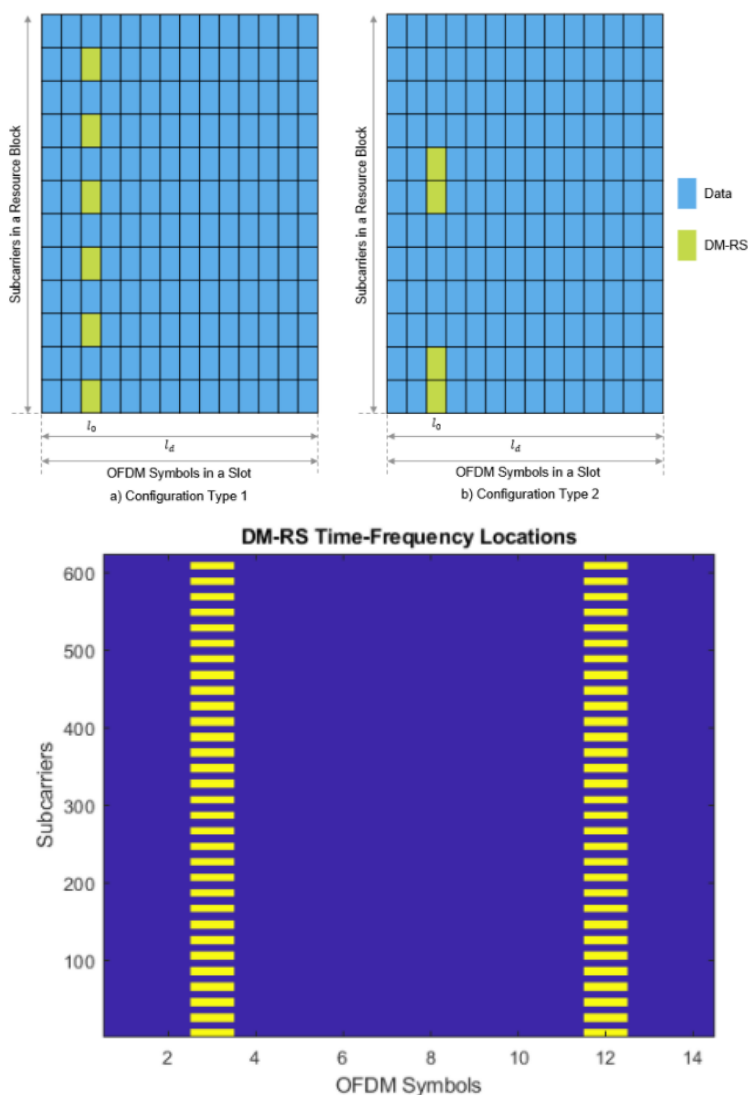 Subcarriers in a Resource Block
l0
ld
OFDM Symbols in a Slot
a) Configuration Type 1
Subcarriers in a Resource Block
l0
ld
OFDM Symbols in a Slot
b) Configuration Type 2
Data
DM-RS
DM-RS Time-Frequency Locations
Subcarriers
600
500
400
300
200
100
2 4 6 8 10 12 14
OFDM Symbols